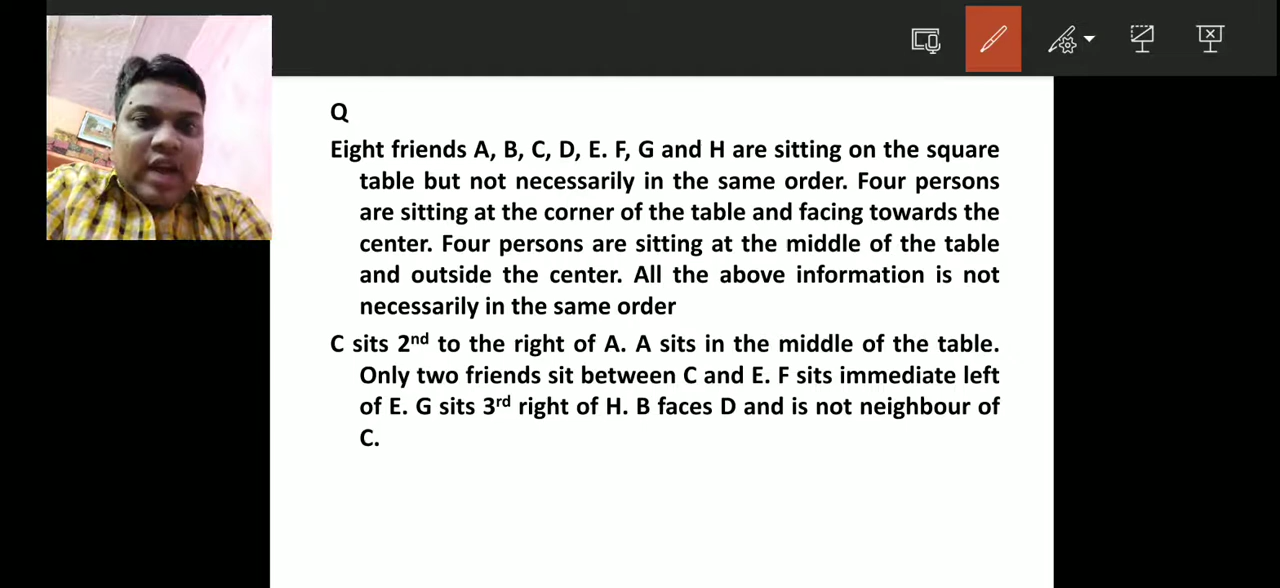 Q
Eight friends A, B, C, D, E. F, G and H are sitting on the square
table but not necessarily in the same order. Four persons
are sitting at the corner of the table and facing towards the
center. Four persons are sitting at the middle of the table
and outside the center. All the above information is not
necessarily in the same order
C sits 2nd to the right of A. A sits in the middle of the table.
Only two friends sit between C and E. F sits immediate left
of E. G sits 3rd right of H. B faces D and is not neighbour of
C.